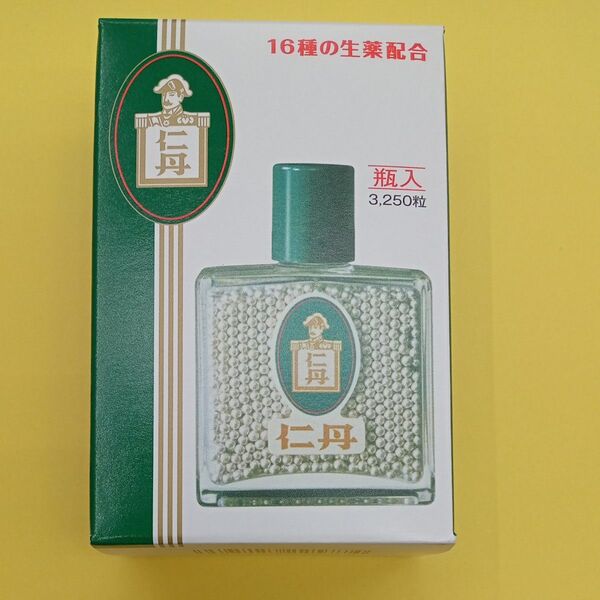 16種の生薬配合
仁丹
瓶入
3,250粒
仁丹
仁丹